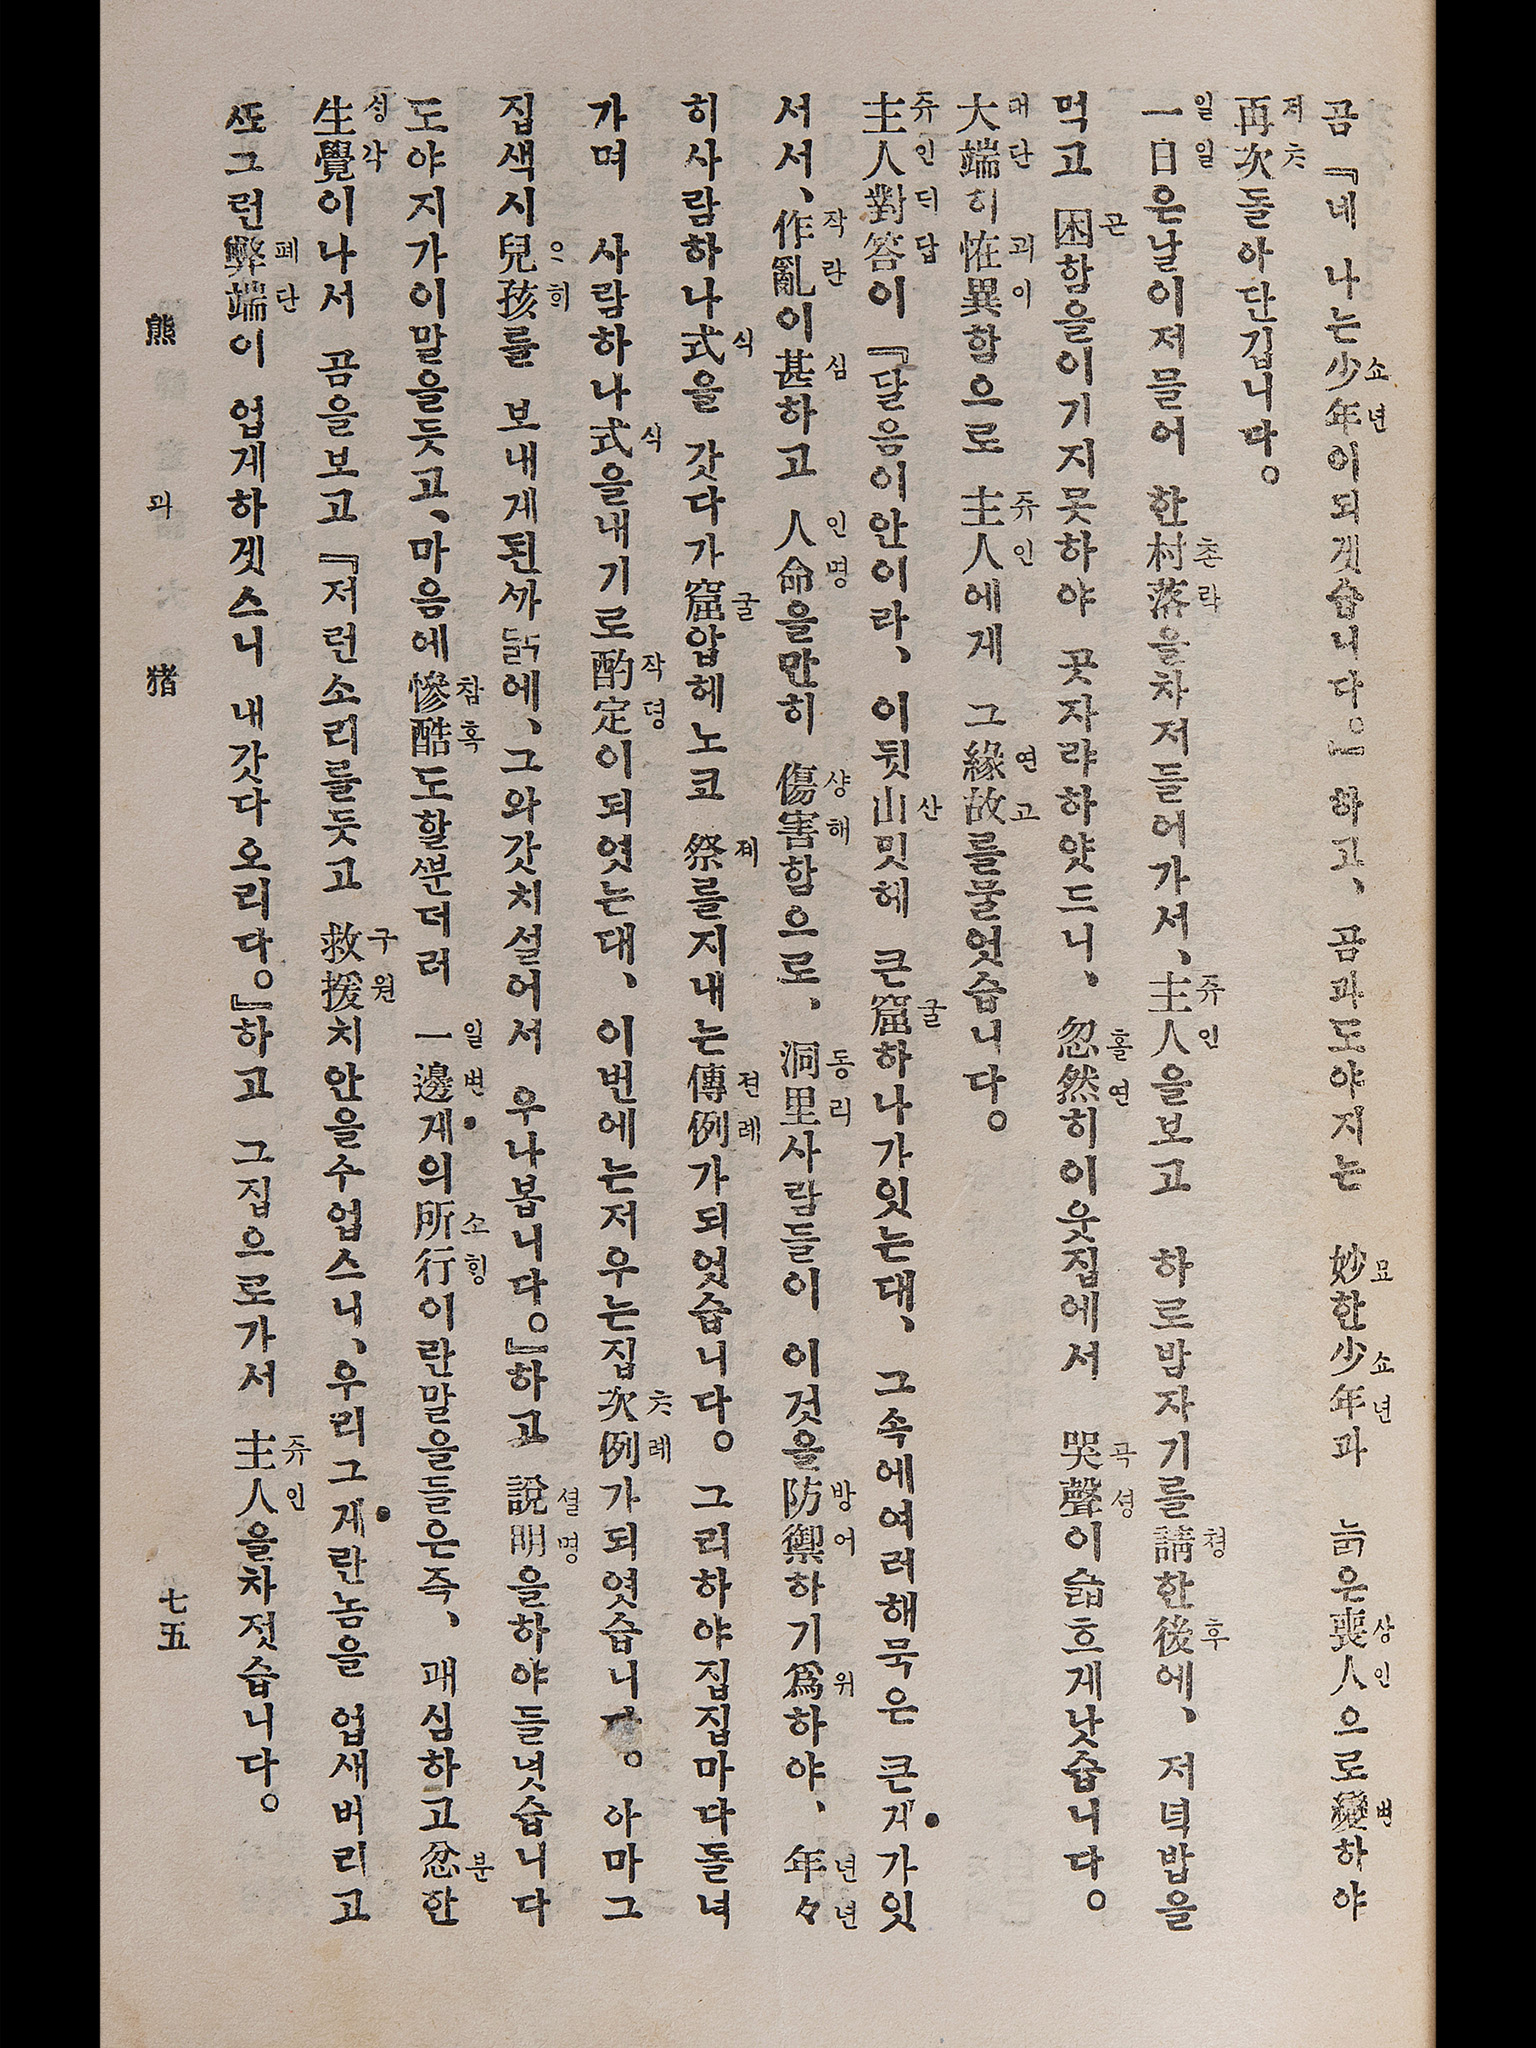 곰『네 나는少年이되겟습니다。』하고、곰과도야지는 妙한少年과 늙은喪人으로變하야
再次돌아단깁니다。
一日은날이저믈어 한村落을차저들어가서、主人을보고 하로밤자기를請한後에、저녁밥을
먹고 困함을이기지못하야 곳자랴하얏드니、忽然히이웃집에서 哭聲이슯흐게낫습니다。
大端히怪異함으로 主人에게 그緣故를물엇습니다。
主人對答이『달음이안이라、이뒷山밋헤 큰窟하나가잇는대、그속에여러해묵은 큰게가잇
서서、作亂이甚하고 人命을만히 傷害함으로、洞里사람들이 이것을防禦하기爲하야、年々
히사람하나式을 갓다가窟압헤노코 祭를지내는傳例가되엇습니다。그리하야집집마다돌녀
가며 사람하나式을내기로酌定이되엿는대、이번에는저우는집次例가되엿습니다。아마그
집색시兒孩를 보내게된까닭에、그와갓치설어서 우나봅니다。』하고 說明을하야들녓습니다
도야지가이말을듯고、마음에慘酷도할뿐더러 一邊게의所行이란말을들은즉、괘심하고忿한
生覺이나서 곰을보고『저런소리를듯고 救援치안을수업스니、우리그게란놈을 업새버리고
ᄯᅩ그런弊端이 업게하겟스니 내갓다오리다。』하고 그집으로가서 主人을차젓습니다。
熊과猪
七五